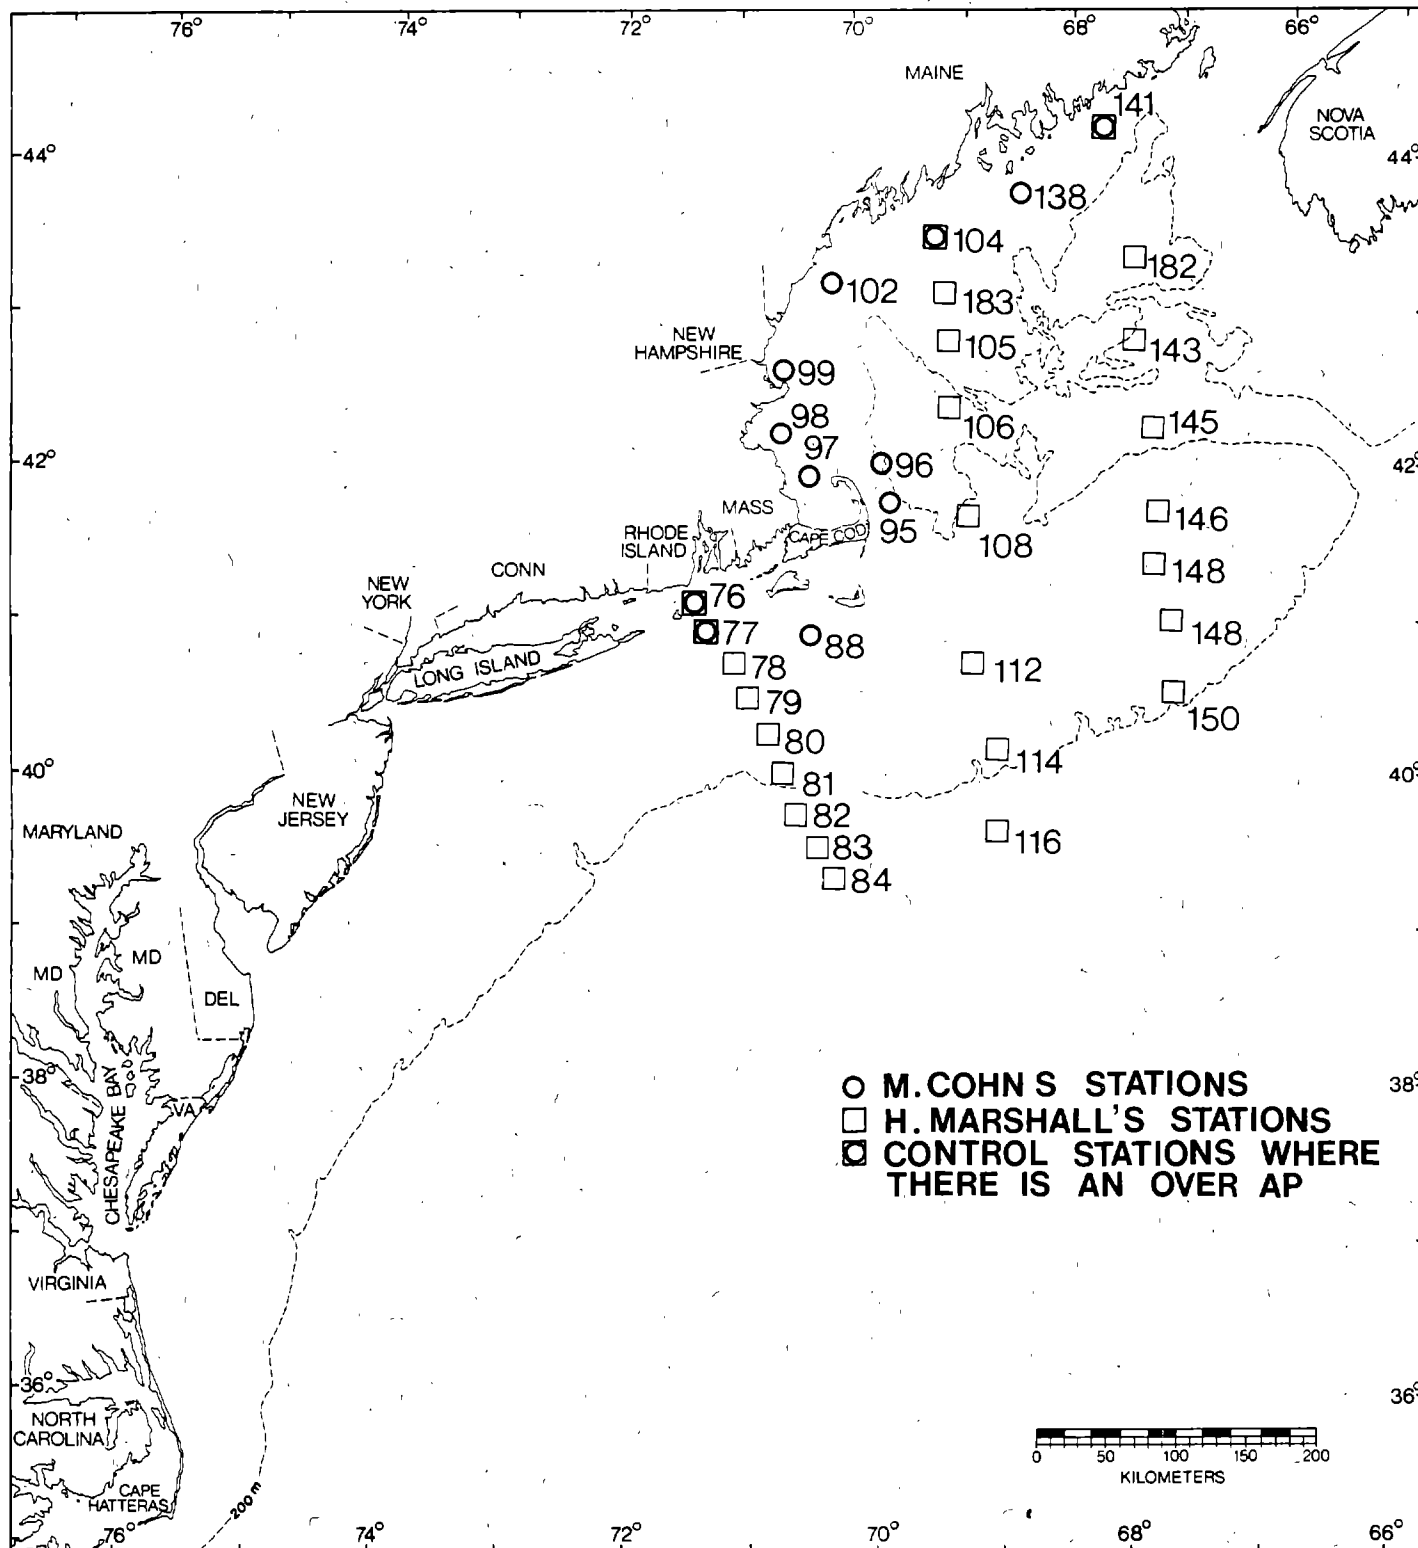 76° 74° 72° 70° 68° 66°
MAINE
141
NOVA
SCOTIA
44° 44°
138
104
182
102
183
NEW
HAMPSHIRE
105
143
99
98
106
145
97
42° 96 42°
MASS
95
108
146
RHODE
ISLAND
CAPE COD
CONN
148
NEW
YORK
76
77
88
148
LONG ISLAND
78
112
79
150
80
114
40° 81 40°
NEW
JERSEY
82
MARYLAND
83
116
84
MD
MD
DEL
38° 38°
CHESAPEAKE BAY
VA
M.COHN S STATIONS
H.MARSHALL'S STATIONS
CONTROL STATIONS WHERE
THERE IS AN OVER AP
VIRGINIA
36° 36°
NORTH
CAROLINA
0 50 100 150 200
KILOMETERS
CAPE
HATTERAS
200 m
76° 74° 72° 70° 68° 66°